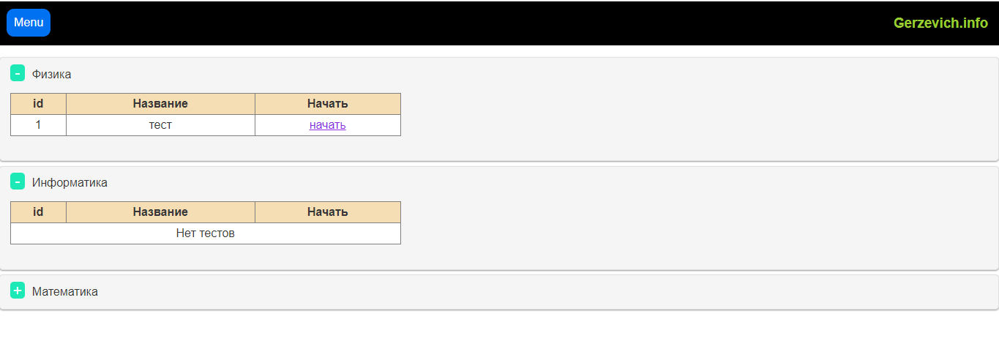 Menu Gerzevich.info
- Физика
id Название Начать
1 тест начать
- Информатика
id Название Начать
Нет тестов
+ Математика